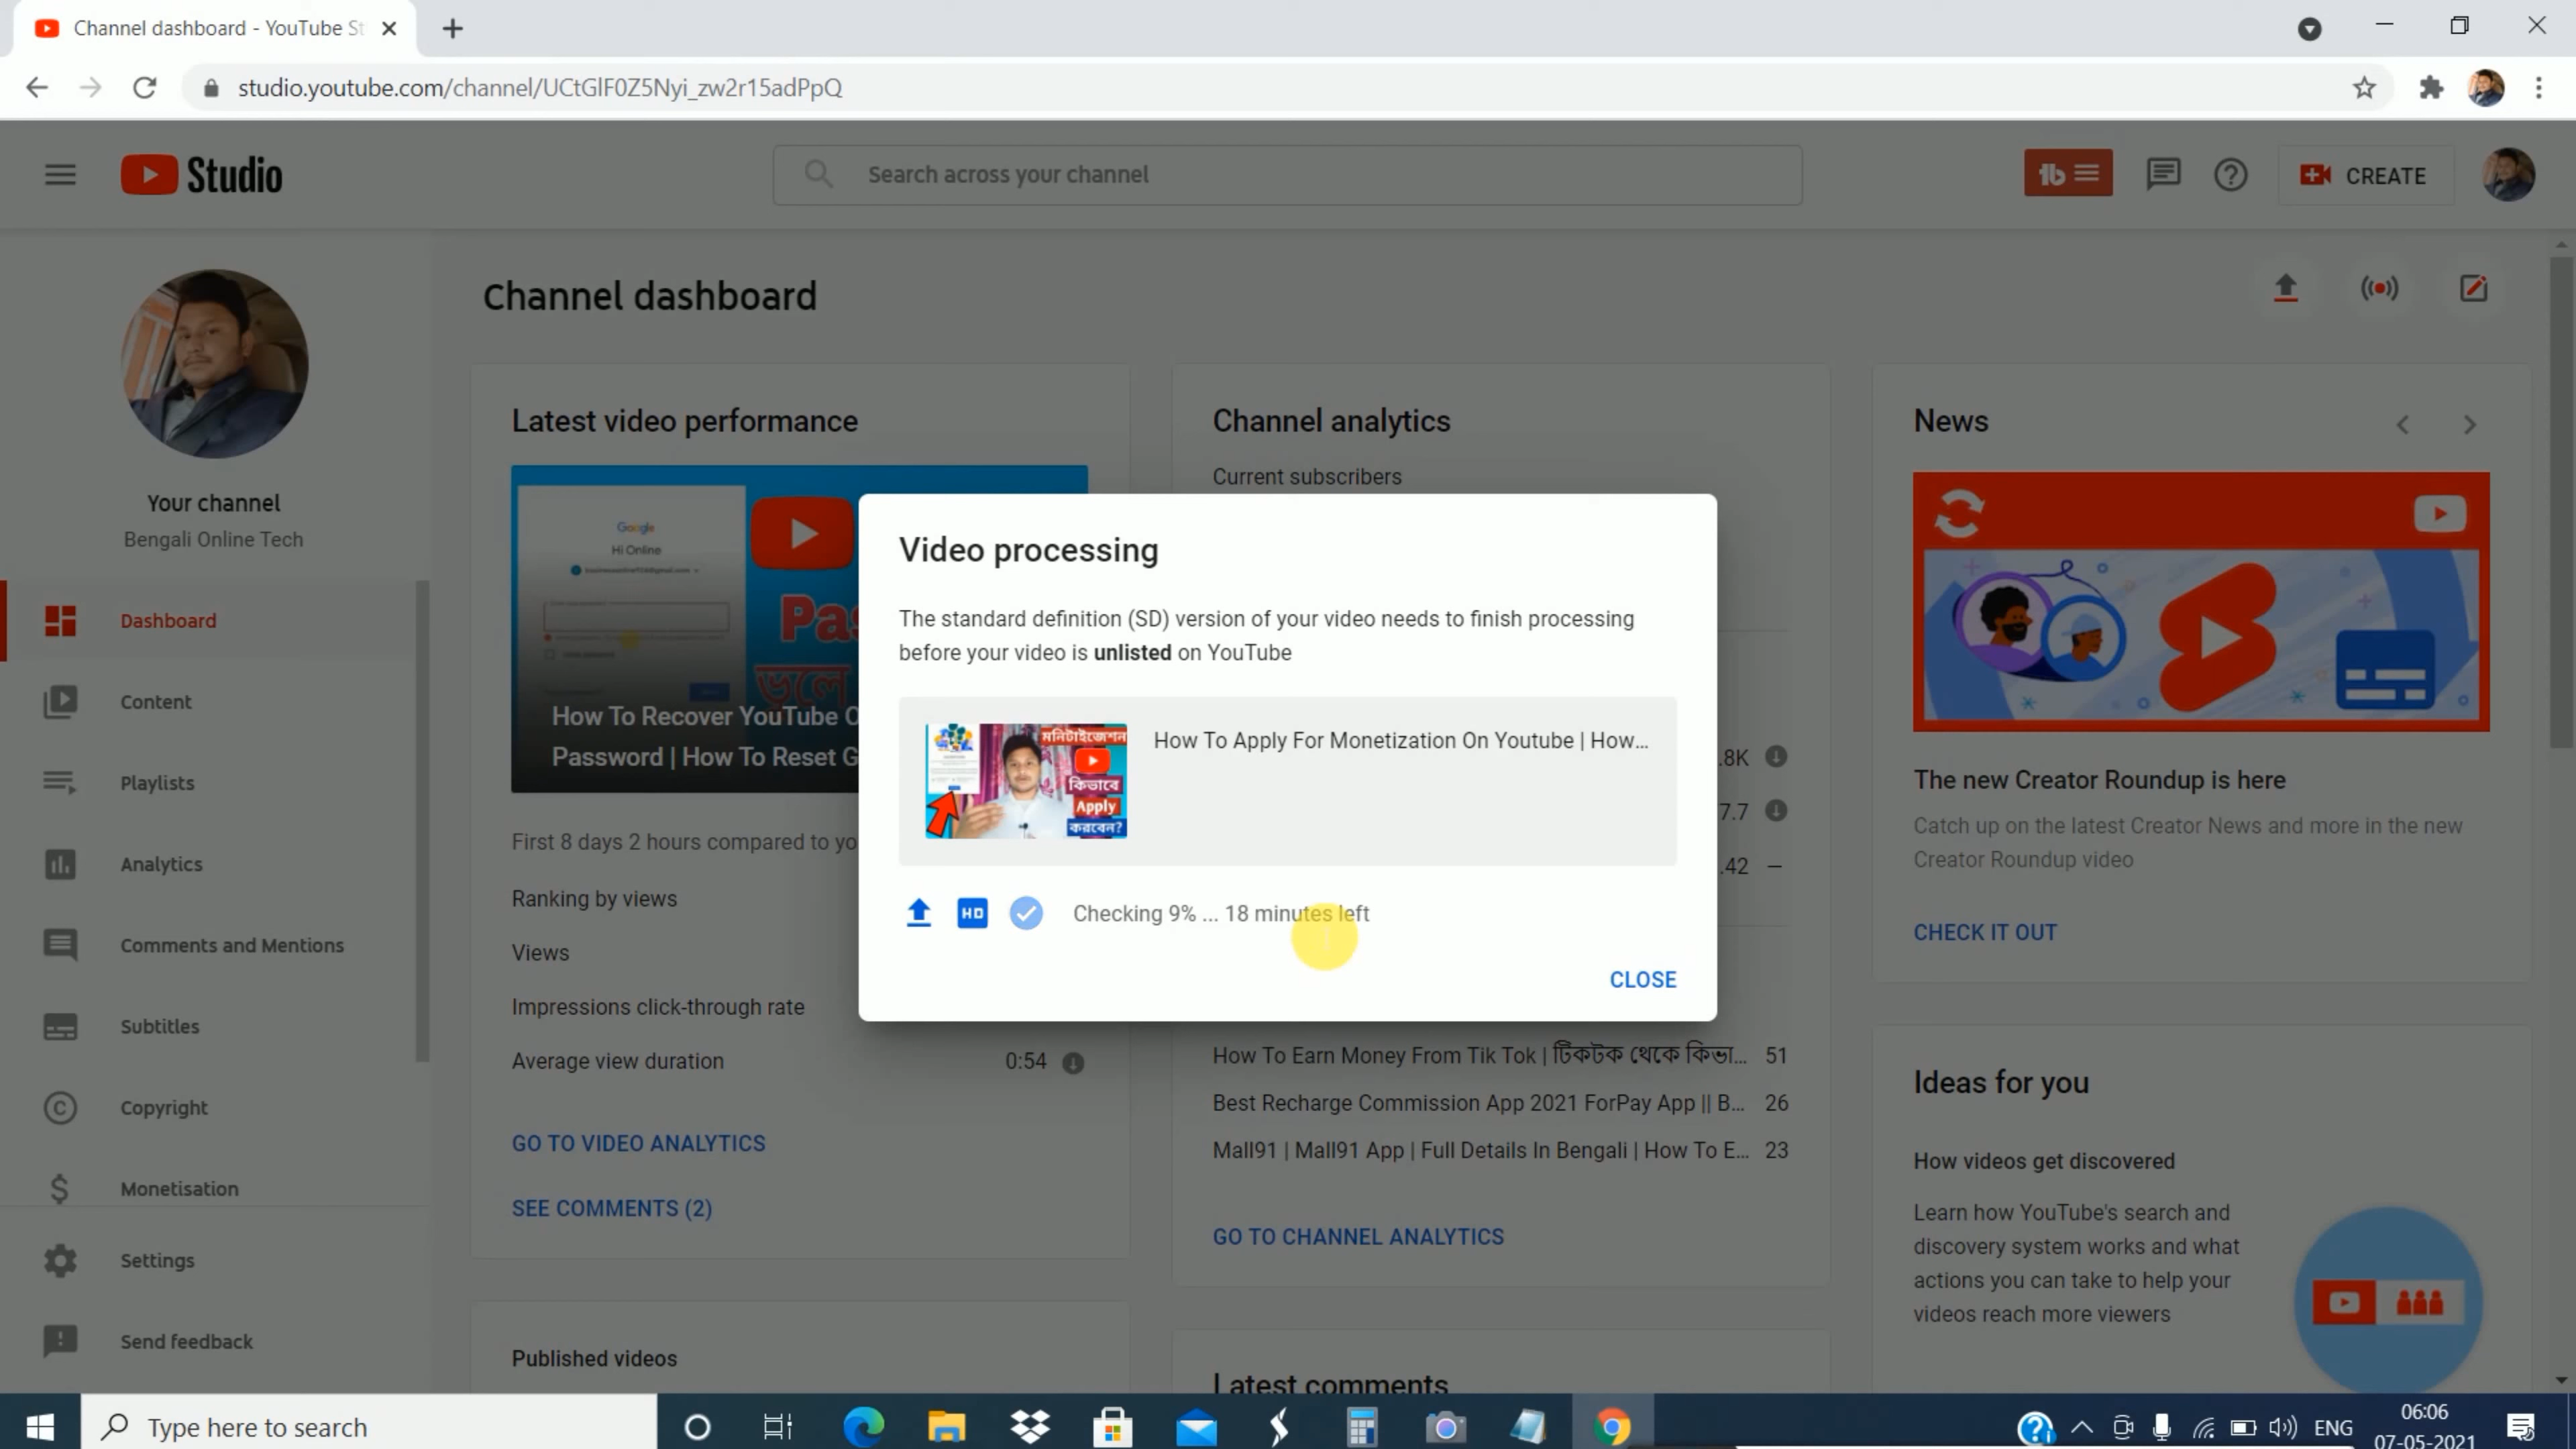 Channel dashboard - YouTube St
studio.youtube.com/channel/UCtGlF0Z5Nyi_zw2r15adPpQ
Studio
Search across your channel
CREATE
Your channel
Bengali Online Tech
Dashboard
Content
Playlists
Analytics
Comments and Mentions
Subtitles
Copyright
Monetisation
Settings
Send feedback
Channel dashboard
Latest video performance
Google
Hi Online
Pas
ভুলে
How To Recover YouTube O
Password | How To Reset G
First 8 days 2 hours compared to yo
Ranking by views
Views
Impressions click-through rate
Average view duration 0:54
GO TO VIDEO ANALYTICS
SEE COMMENTS (2)
Published videos
Channel analytics
Current subscribers
.8K
7.7
.42 —
Video processing
The standard definition (SD) version of your video needs to finish processing
before your video is unlisted on YouTube
মনিটাইজেশন
কিভাবে
Apply
করবেন?
How To Apply For Monetization On Youtube | How...
HD
Checking 9% ... 18 minutes left
CLOSE
How To Earn Money From Tik Tok | টিকটক থেকে কিভা... 51
Best Recharge Commission App 2021 ForPay App || B... 26
Mall91 | Mall91 App | Full Details In Bengali | How To E... 23
GO TO CHANNEL ANALYTICS
Latest comments
News
The new Creator Roundup is here
Catch up on the latest Creator News and more in the new
Creator Roundup video
CHECK IT OUT
Ideas for you
How videos get discovered
Learn how YouTube's search and
discovery system works and what
actions you can take to help your
videos reach more viewers
Type here to search
ENG
06:06
07-05-2021